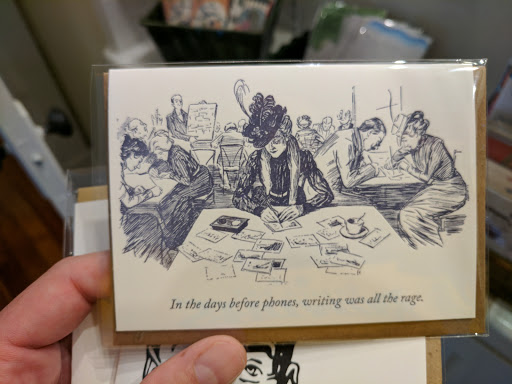 In the days before phones, writing was all the rage.